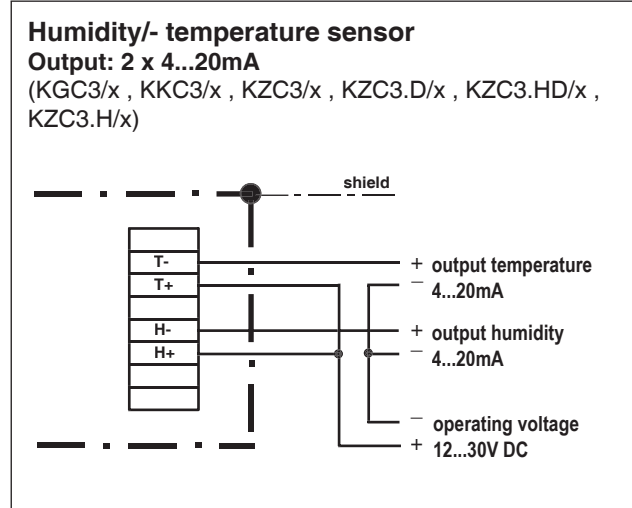 Humidity/- temperature sensor
Output: 2 x 4...20mA
(KGC3/x , KKC3/x , KZC3/x , KZC3.D/x , KZC3.HD/x ,
KZC3.H/x)
shield
T-
+ output temperature
T+
− 4...20mA
H-
+ output humidity
H+
− 4...20mA
− operating voltage
+ 12...30V DC